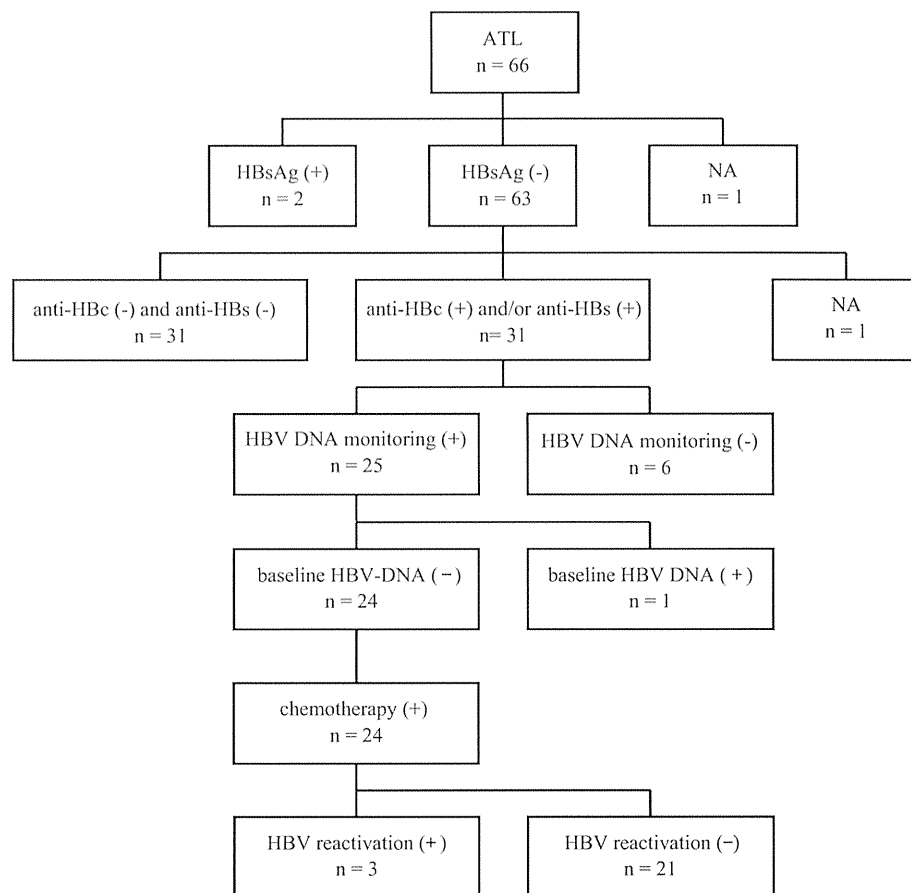 ATL
n = 66
HBsAg (+)
n = 2
HBsAg (-)
n = 63
NA
n = 1
anti-HBc (-) and anti-HBs (-)
n = 31
anti-HBc (+) and/or anti-HBs (+)
n= 31
NA
n = 1
HBV DNA monitoring (+)
n = 25
HBV DNA monitoring (-)
n = 6
baseline HBV-DNA (−)
n = 24
baseline HBV DNA (+)
n = 1
chemotherapy (+)
n = 24
HBV reactivation (+)
n = 3
HBV reactivation (−)
n = 21